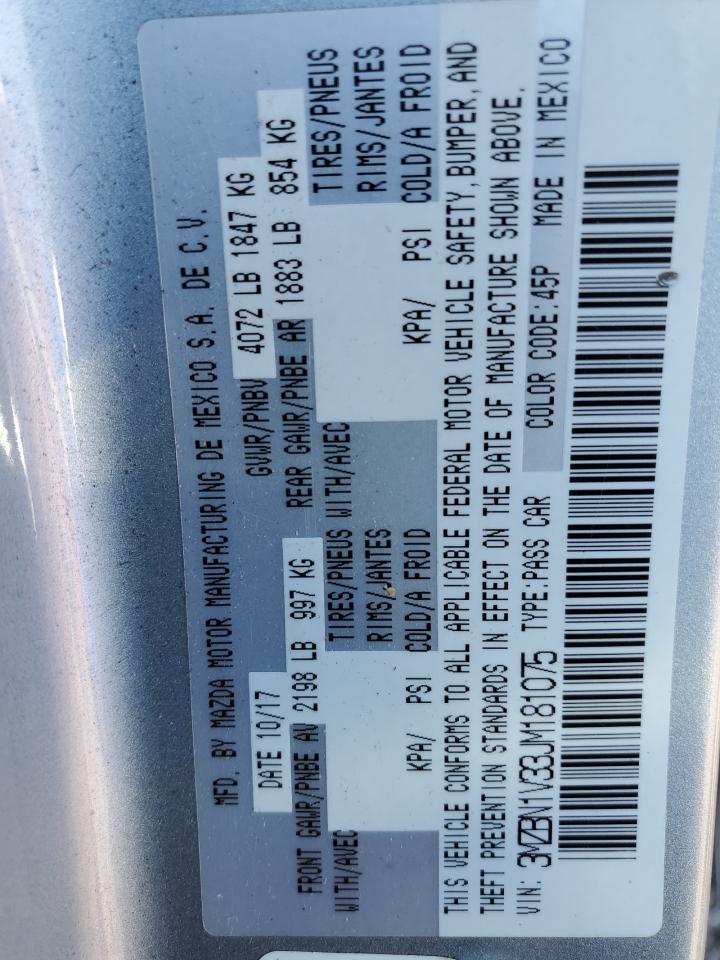 MFD. BY MAZDA MOTOR MANUFACTURING DE MEXICO S.A. DE C.V.
DATE 10/17 GVWR/PNBV 4072 LB 1847 KG
FRONT GAWR/PNBE AV 2198 LB 997 KG REAR GAWR/PNBE AR 1883 LB 854 KG
WITH/AVEC TIRES/PNEUS WITH/AVEC TIRES/PNEUS
RIMS/JANTES RIMS/JANTES
KPA/ PSI COLD/A FROID KPA/ PSI COLD/A FROID
THIS VEHICLE CONFORMS TO ALL APPLICABLE FEDERAL MOTOR VEHICLE SAFETY, BUMPER, AND
THEFT PREVENTION STANDARDS IN EFFECT ON THE DATE OF MANUFACTURE SHOWN ABOVE.
VIN: 3MZBN1V33JM181075 TYPE:PASS CAR COLOR CODE:45P MADE IN MEXICO